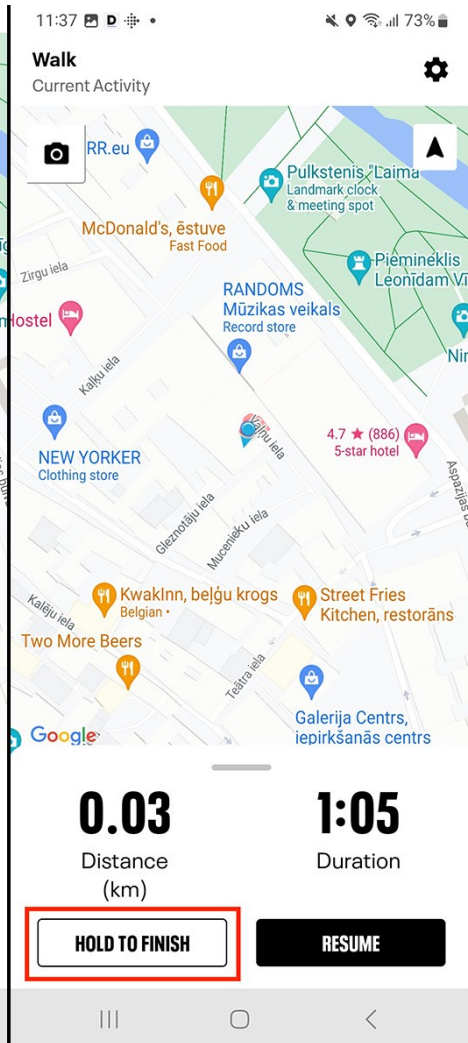 11:37 D 73%
Walk
Current Activity
RR.eu
Pulkstenis "Laima
Landmark clock
& meeting spot
McDonald's, ēstuve
Fast Food
Zirgu iela
Piemineklis
Leonīdam Vī
RANDOMS
Mūzikas veikals
Record store
Hostel
Nir
Kaļķu iela
Vaļņu iela
4.7 ★ (886)
5-star hotel
NEW YORKER
Clothing store
Aspazijas b
Gleznotāju iela
Mucenieku iela
KwakInn, beļģu krogs
Belgian •
Street Fries
Kitchen, restorāns
Kalēju iela
Two More Beers
Teātra iela
Galerija Centrs,
iepirkšanās centrs
Google
0.03
1:05
Distance
(km)
Duration
HOLD TO FINISH
RESUME